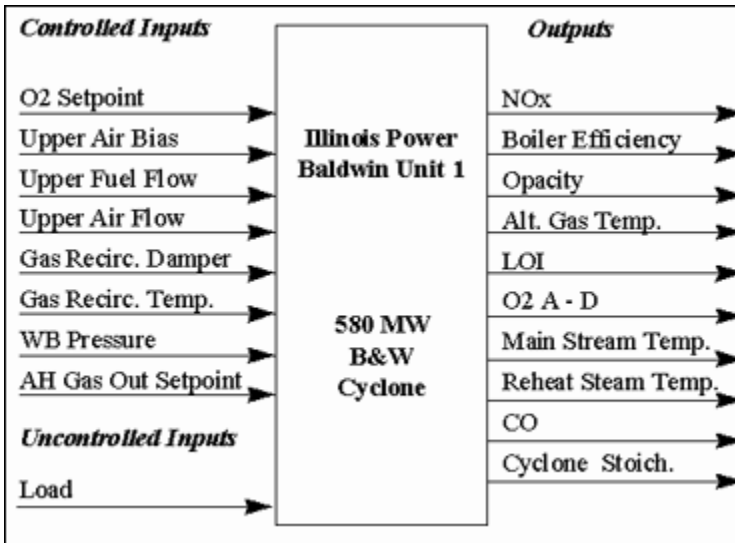 Controlled Inputs
O2 Setpoint
Upper Air Bias
Upper Fuel Flow
Upper Air Flow
Gas Recirc. Damper
Gas Recirc. Temp.
WB Pressure
AH Gas Out Setpoint
Uncontrolled Inputs
Load
Illinois Power
Baldwin Unit 1
580 MW
B&W
Cyclone
Outputs
NOx
Boiler Efficiency
Opacity
Alt. Gas Temp.
LOI
O2 A - D
Main Stream Temp.
Reheat Steam Temp.
CO
Cyclone Stoich.